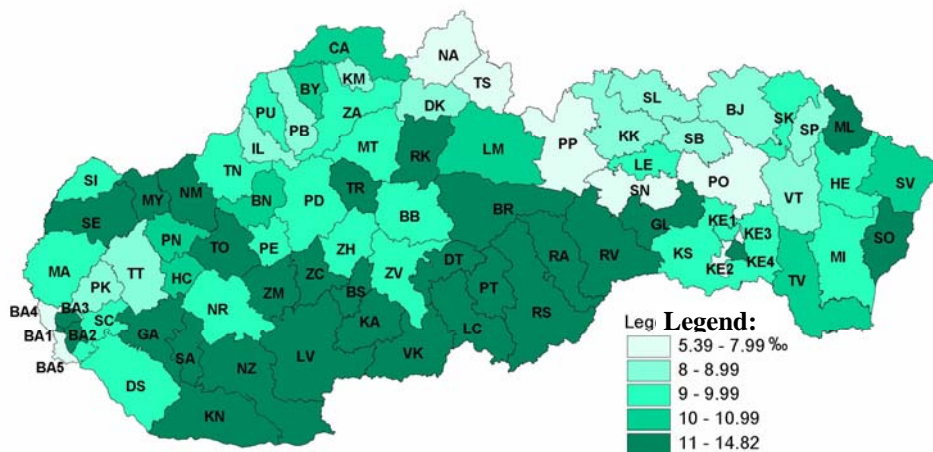 CA
NA
KM
TS
BY
PU
PB
ZA
DK
SL
BJ
SK
SP
ML
IL
MT
RK
LM
PP
KK
SB
LE
TN
SI
MY
NM
BN
PD
TR
SN
PO
VT
HE
SV
SE
BB
BR
GL
KE1
KE3
SO
PN
TO
PE
ZH
MA
TT
HC
ZV
DT
RA
RV
KS
KE2
KE4
TV
MI
PK
BA3
BA4
SC
NR
ZM
ZC
BS
PT
BA1
BA2
GA
KA
LC
RS
BA5
SA
NZ
LV
VK
DS
KN
Leg Legend:
5.39 - 7.99 ‰
8 - 8.99
9 - 9.99
10 - 10.99
11 - 14.82